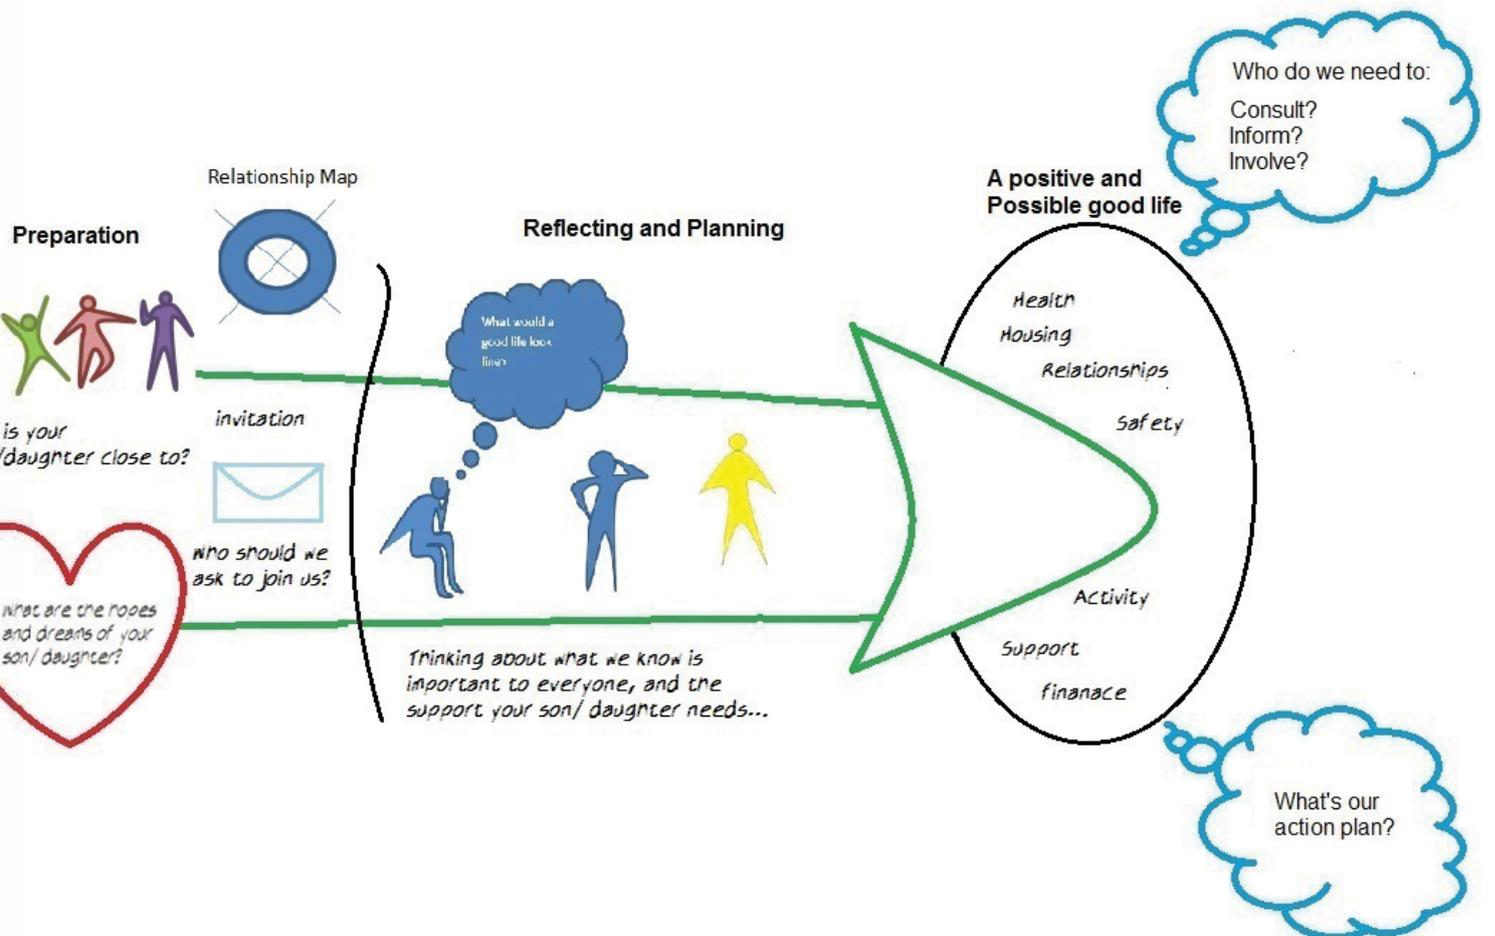 Preparation
is your
/daughter close to?
What are the hopes
and dreams of your
son/ daughter?
Relationship Map
invitation
Who should we
ask to join us?
Reflecting and Planning
What would a
good life look
line?
Thinking about what we know is
important to everyone, and the
support your son/ daughter needs...
A positive and
Possible good life
Health
Housing
Relationships
Safety
Activity
Support
finanace
Who do we need to:
Consult?
Inform?
Involve?
What's our
action plan?